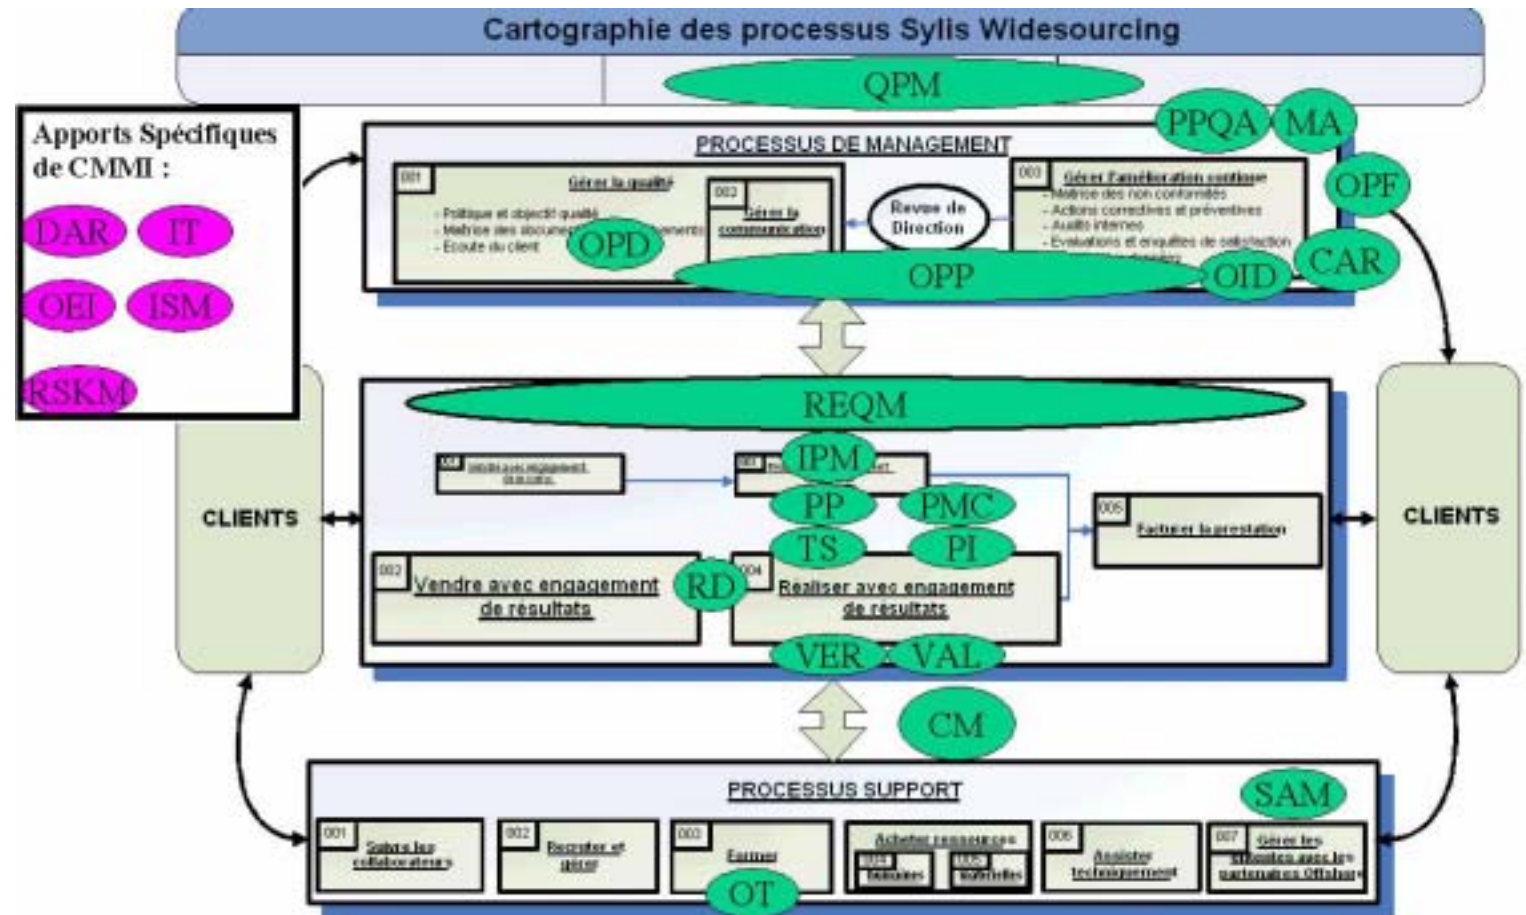 Cartographie des processus Sylis Widesourcing
QPM
Apports Spécifiques
de CMMI :
DAR IT
OEI ISM
RSKM
PPQA MA
OPF
CAR
PROCESSUS DE MANAGEMENT
001
Gérer la qualité
- Politique et objectif qualité
- Maîtrise des
- Ecoute du client
OPD
002
Gérer la
communication
Revue de
Direction
003
Gérer l'amélioration continue
- Maîtrise des non conformités
- Actions correctives et préventives
- Audits internes
- Evaluations et enquêtes de satisfaction
OPP
OID
CLIENTS
REQM
IPM
PP PMC
TS PI
005
Facturer la prestation
002
Vendre avec engagement
de résultats
RD
004
Réaliser avec engagement
de résultats
VER VAL
CLIENTS
CM
PROCESSUS SUPPORT
SAM
001
Suivre les
collaborateurs
002
Recruter et
gérer
003
Former
OT
Acheter ressources
004
humaines
005
matérielles
006
Assister
techniquement
007
Gérer les
avec les
partenaires Offshore